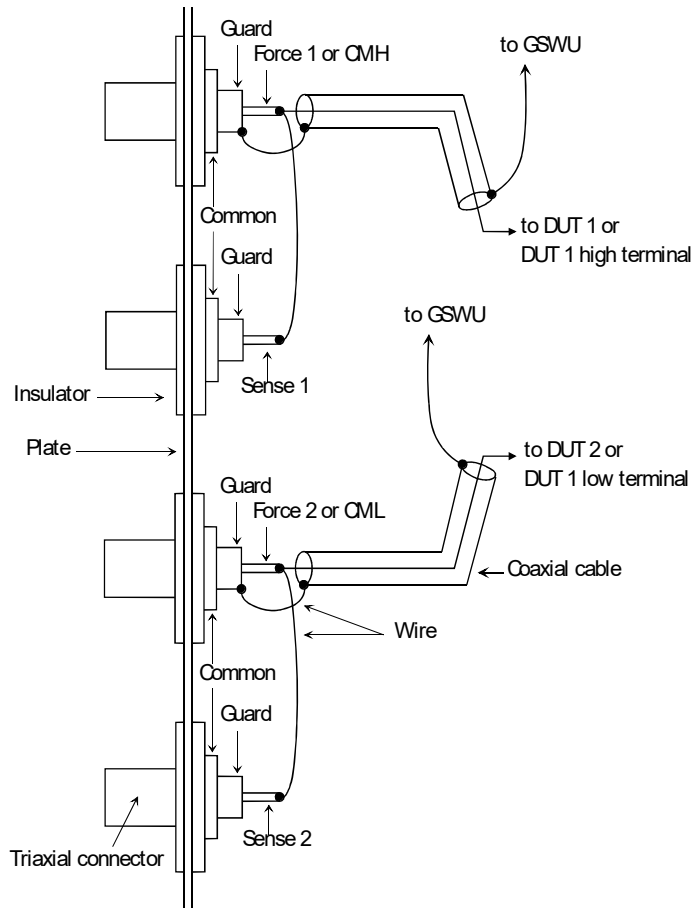 Guard
Force 1 or CMH
to GSWU
Common
to DUT 1 or
DUT 1 high terminal
Guard
to GSWU
Sense 1
Insulator
Plate
to DUT 2 or
DUT 1 low terminal
Guard
Force 2 or CML
Coaxial cable
Wire
Common
Guard
Sense 2
Triaxial connector